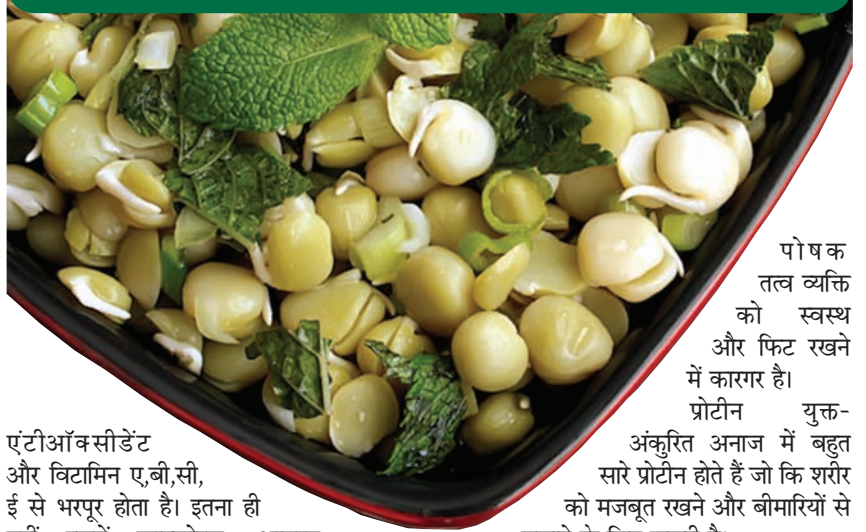 एंटीऑक्सीडेंट
और विटामिन ए,बी,सी,
ई से भरपूर होता है। इतना ही
पोषक
तत्व व्यक्ति
को स्वस्थ
और फिट रखने
में कारगर है।
प्रोटीन युक्त-
अंकुरित अनाज में बहुत
सारे प्रोटीन होते हैं जो कि शरीर
को मजबूत रखने और बीमारियों से